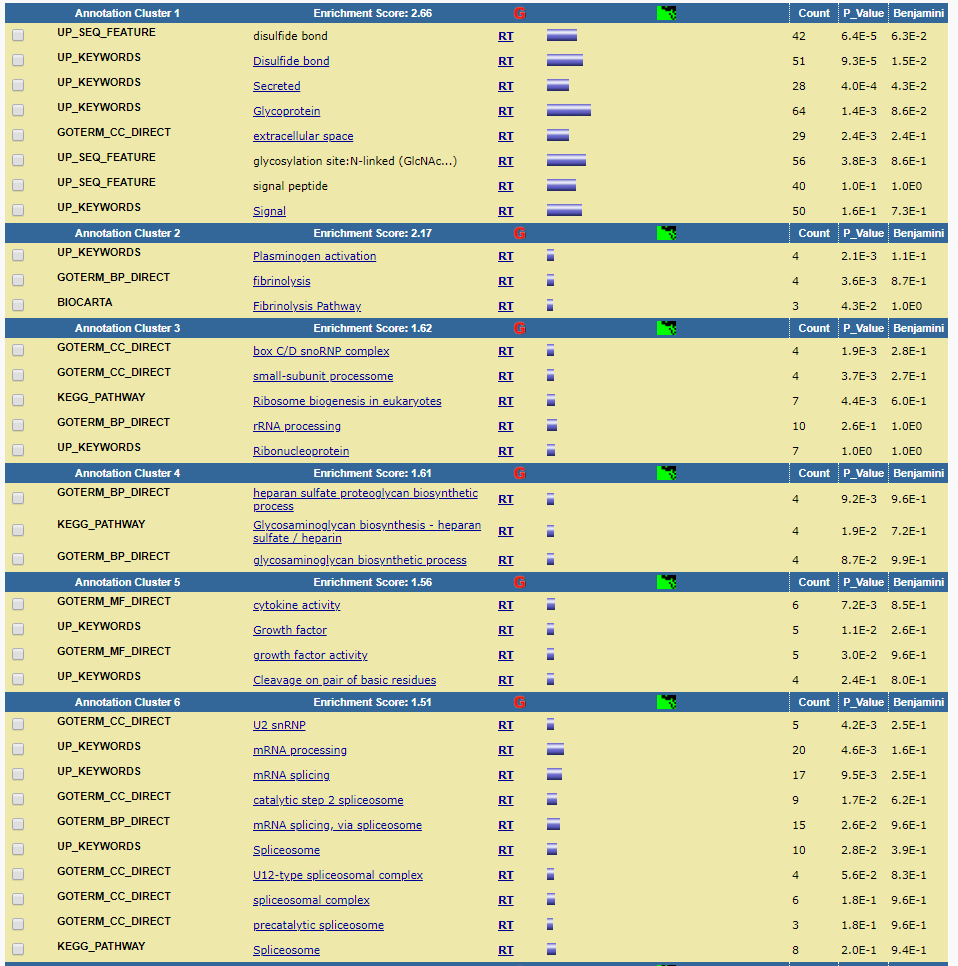 Annotation Cluster 1 Enrichment Score: 2.66 G Count P_Value Benjamini
UP_SEQ_FEATURE disulfide bond RT 42 6.4E-5 6.3E-2
UP_KEYWORDS Disulfide bond RT 51 9.3E-5 1.5E-2
UP_KEYWORDS Secreted RT 28 4.0E-4 4.3E-2
UP_KEYWORDS Glycoprotein RT 64 1.4E-3 8.6E-2
GOTERM_CC_DIRECT extracellular space RT 29 2.4E-3 2.4E-1
UP_SEQ_FEATURE glycosylation site:N-linked (GlcNAc...) RT 56 3.8E-3 8.6E-1
UP_SEQ_FEATURE signal peptide RT 40 1.0E-1 1.0E0
UP_KEYWORDS Signal RT 50 1.6E-1 7.3E-1
Annotation Cluster 2 Enrichment Score: 2.17 G Count P_Value Benjamini
UP_KEYWORDS Plasminogen activation RT 4 2.1E-3 1.1E-1
GOTERM_BP_DIRECT fibrinolysis RT 4 3.6E-3 8.7E-1
BIOCARTA Fibrinolysis Pathway RT 3 4.3E-2 1.0E0
Annotation Cluster 3 Enrichment Score: 1.62 G Count P_Value Benjamini
GOTERM_CC_DIRECT box C/D snoRNP complex RT 4 1.9E-3 2.8E-1
GOTERM_CC_DIRECT small-subunit processome RT 4 3.7E-3 2.7E-1
KEGG_PATHWAY Ribosome biogenesis in eukaryotes RT 7 4.4E-3 6.0E-1
GOTERM_BP_DIRECT rRNA processing RT 10 2.6E-1 1.0E0
UP_KEYWORDS Ribonucleoprotein RT 7 1.0E0 1.0E0
Annotation Cluster 4 Enrichment Score: 1.61 G Count P_Value Benjamini
GOTERM_BP_DIRECT heparan sulfate proteoglycan biosynthetic
process RT 4 9.2E-3 9.6E-1
KEGG_PATHWAY Glycosaminoglycan biosynthesis - heparan
sulfate / heparin RT 4 1.9E-2 7.2E-1
GOTERM_BP_DIRECT glycosaminoglycan biosynthetic process RT 4 8.7E-2 9.9E-1
Annotation Cluster 5 Enrichment Score: 1.56 G Count P_Value Benjamini
GOTERM_MF_DIRECT cytokine activity RT 6 7.2E-3 8.5E-1
UP_KEYWORDS Growth factor RT 5 1.1E-2 2.6E-1
GOTERM_MF_DIRECT growth factor activity RT 5 3.0E-2 9.6E-1
UP_KEYWORDS Cleavage on pair of basic residues RT 4 2.4E-1 8.0E-1
Annotation Cluster 6 Enrichment Score: 1.51 G Count P_Value Benjamini
GOTERM_CC_DIRECT U2 snRNP RT 5 4.2E-3 2.5E-1
UP_KEYWORDS mRNA processing RT 20 4.6E-3 1.6E-1
UP_KEYWORDS mRNA splicing RT 17 9.5E-3 2.5E-1
GOTERM_CC_DIRECT catalytic step 2 spliceosome RT 9 1.7E-2 6.2E-1
GOTERM_BP_DIRECT mRNA splicing, via spliceosome RT 15 2.6E-2 9.6E-1
UP_KEYWORDS Spliceosome RT 10 2.8E-2 3.9E-1
GOTERM_CC_DIRECT U12-type spliceosomal complex RT 4 5.6E-2 8.3E-1
GOTERM_CC_DIRECT spliceosomal complex RT 6 1.8E-1 9.6E-1
GOTERM_CC_DIRECT precatalytic spliceosome RT 3 1.8E-1 9.6E-1
KEGG_PATHWAY Spliceosome RT 8 2.0E-1 9.4E-1